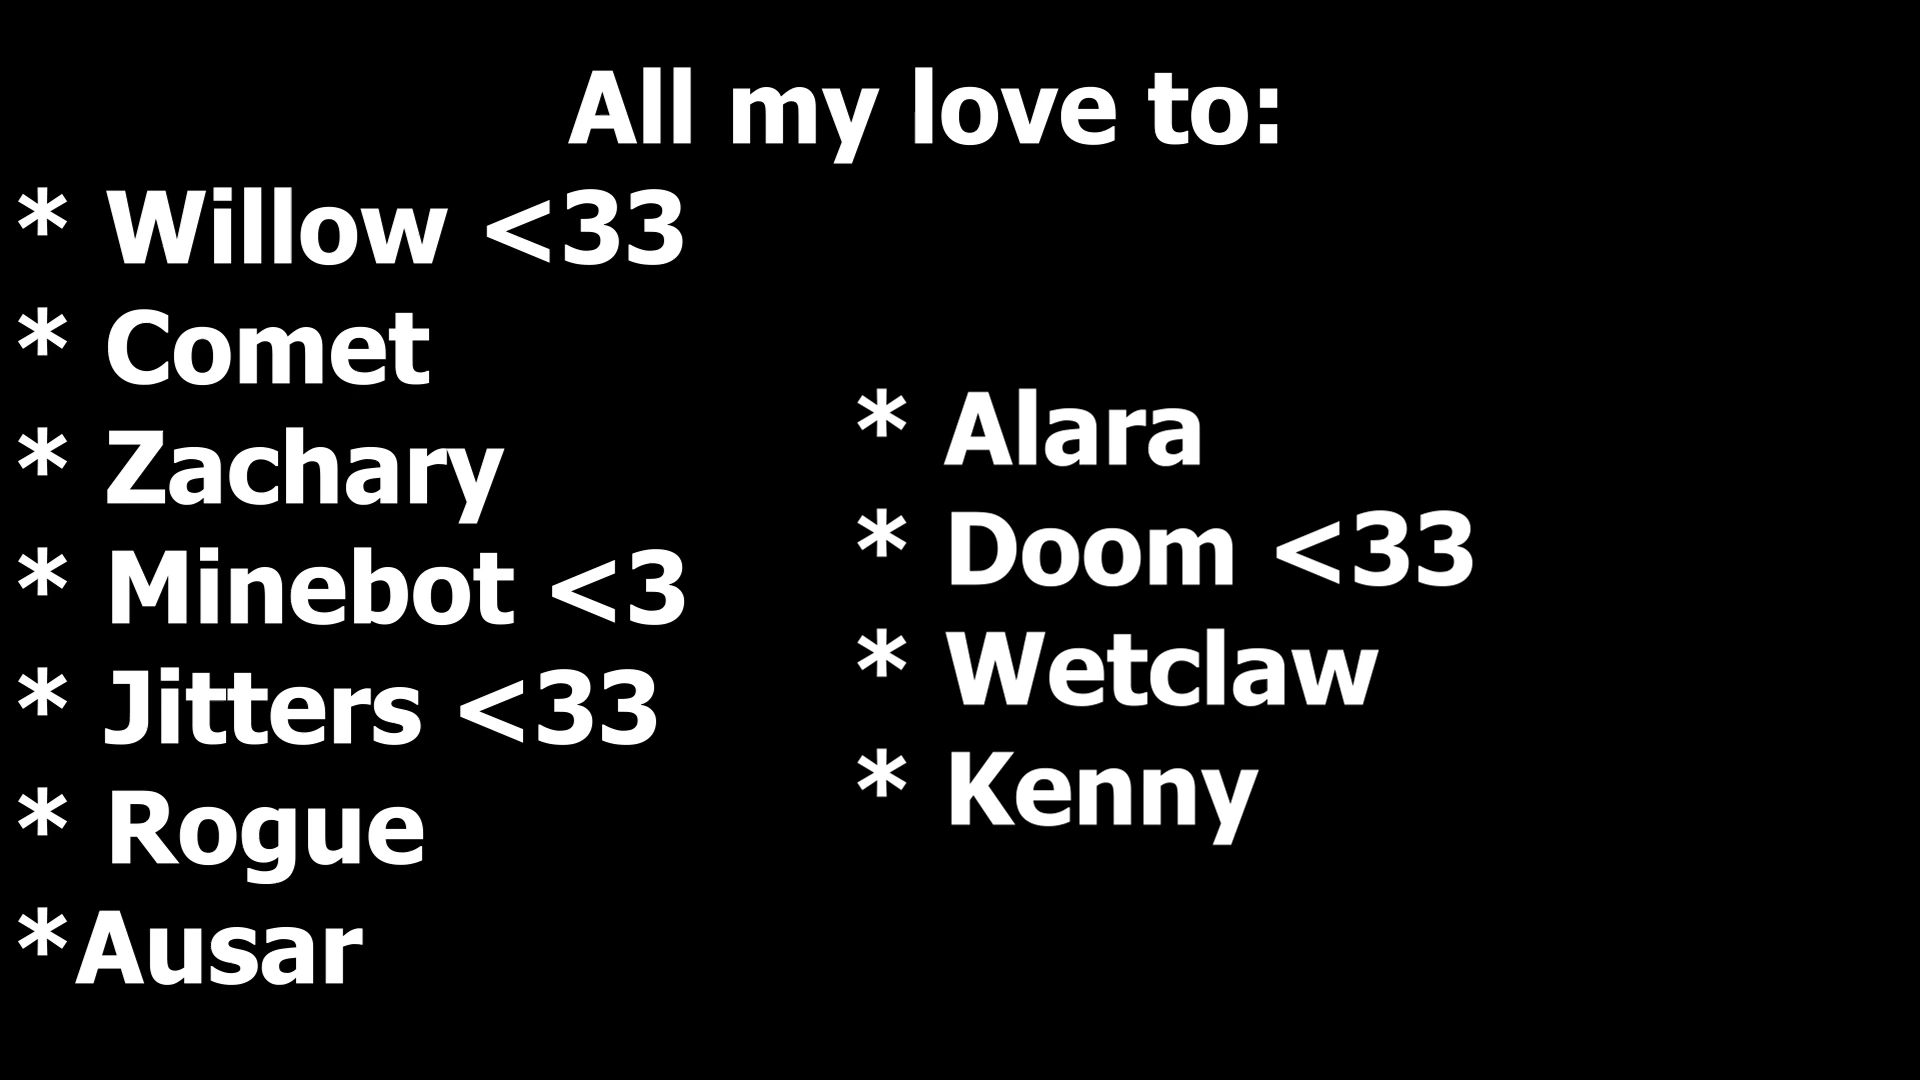 All my love to:
* Willow <33
* Comet
* Zachary
* Minebot <3
* Jitters <33
* Rogue
*Ausar
* Alara
* Doom <33
* Wetclaw
* Kenny